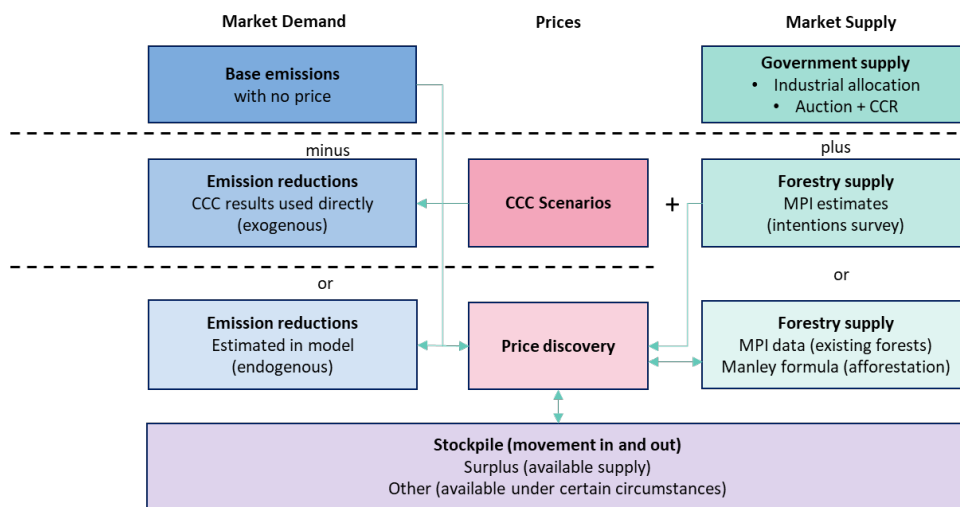 Market Demand
Prices
Market Supply
Base emissions
with no price
Government supply
• Industrial allocation
• Auction + CCR
minus
plus
Emission reductions
CCC results used directly
(exogenous)
CCC Scenarios
+
Forestry supply
MPI estimates
(intentions survey)
or
or
Emission reductions
Estimated in model
(endogenous)
Price discovery
Forestry supply
MPI data (existing forests)
Manley formula (afforestation)
Stockpile (movement in and out)
Surplus (available supply)
Other (available under certain circumstances)